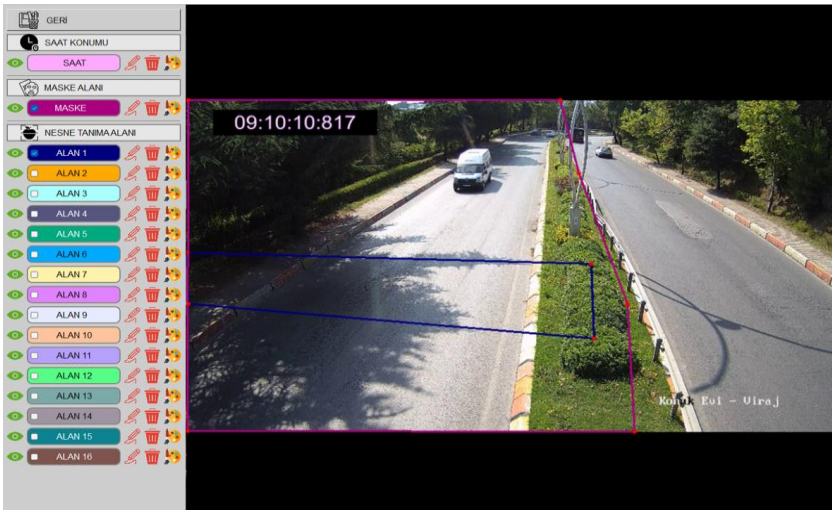 GERİ
SAAT KONUMU
SAAT
MASKE ALANI
MASKE
NESNE TANIMA ALANI
ALAN 1
ALAN 2
ALAN 3
ALAN 4
ALAN 5
ALAN 6
ALAN 7
ALAN 8
ALAN 9
ALAN 10
ALAN 11
ALAN 12
ALAN 13
ALAN 14
ALAN 15
ALAN 16
09:10:10:817
Konuk Evi - Viraj